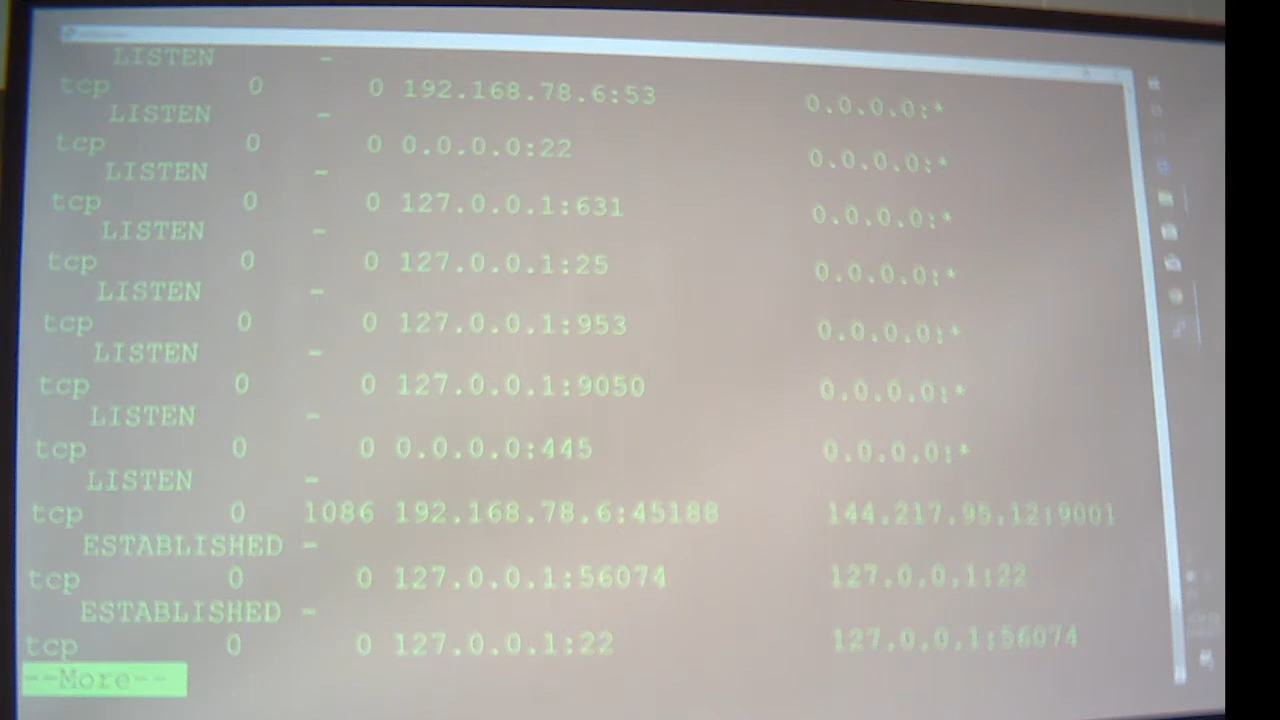 LISTEN -
tcp 0 0 192.168.78.6:53 0.0.0.0:*
LISTEN -
tcp 0 0 0.0.0.0:22 0.0.0.0:*
LISTEN -
tcp 0 0 127.0.0.1:631 0.0.0.0:*
LISTEN -
tcp 0 0 127.0.0.1:25 0.0.0.0:*
LISTEN -
tcp 0 0 127.0.0.1:953 0.0.0.0:*
LISTEN -
tcp 0 0 127.0.0.1:9050 0.0.0.0:*
LISTEN -
tcp 0 0 0.0.0.0:445 0.0.0.0:*
LISTEN -
tcp 0 1086 192.168.78.6:45188 144.217.95.12:9001
ESTABLISHED -
tcp 0 0 127.0.0.1:56074 127.0.0.1:22
ESTABLISHED -
tcp 0 0 127.0.0.1:22 127.0.0.1:56074
--More--